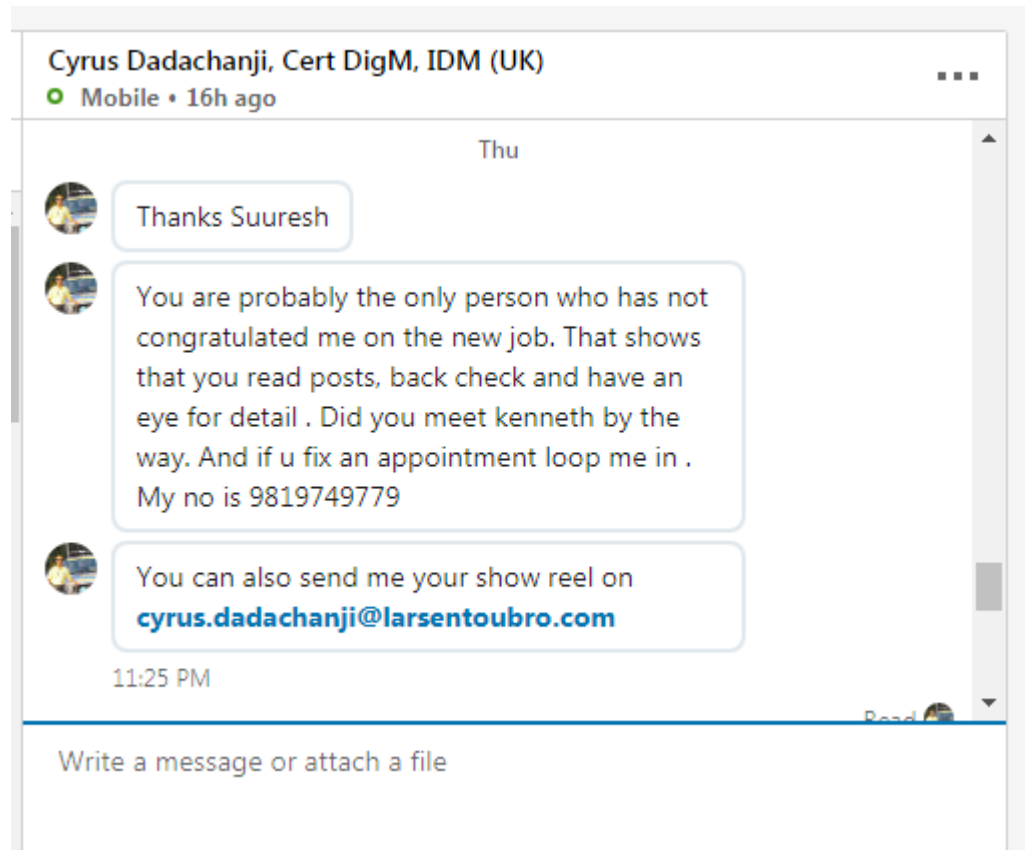 Cyrus Dadachanji, Cert DigM, IDM (UK)
Mobile • 16h ago
Thu
Thanks Suuresh
You are probably the only person who has not
congratulated me on the new job. That shows
that you read posts, back check and have an
eye for detail . Did you meet kenneth by the
way. And if u fix an appointment loop me in .
My no is 9819749779
You can also send me your show reel on
cyrus.dadachanji@larsentoubro.com
11:25 PM
Read
Write a message or attach a file